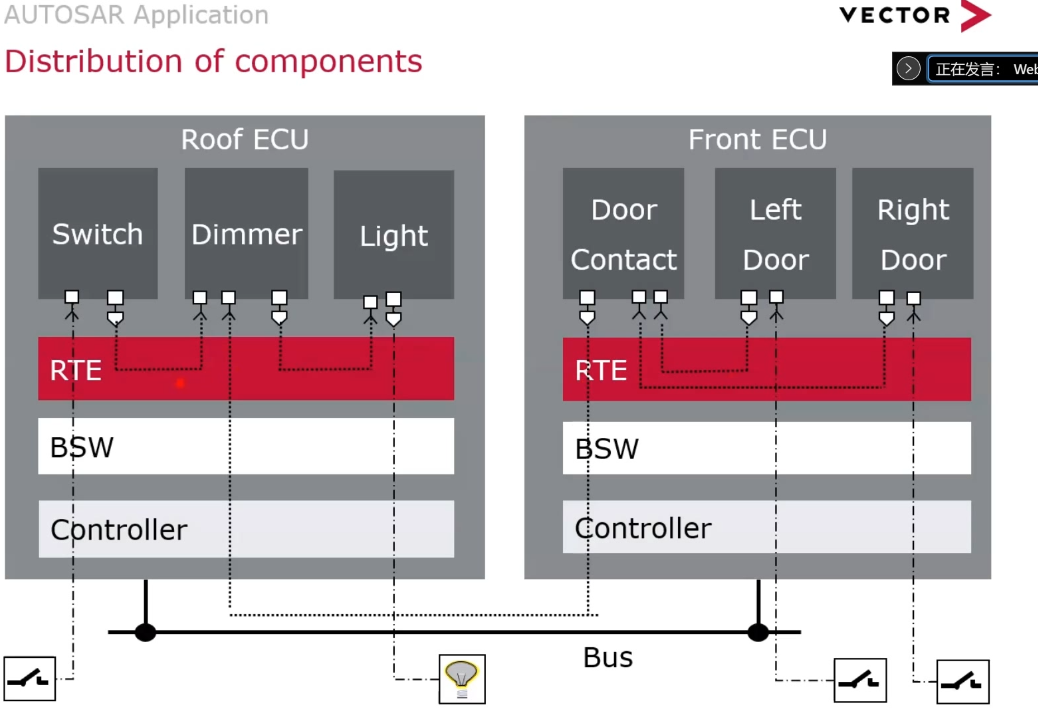 AUTOSAR Application
VECTOR
Distribution of components
正在发言: Web
Roof ECU
Switch
Dimmer
Light
RTE
BSW
Controller
Front ECU
Door
Contact
Left
Door
Right
Door
RTE
BSW
Controller
Bus